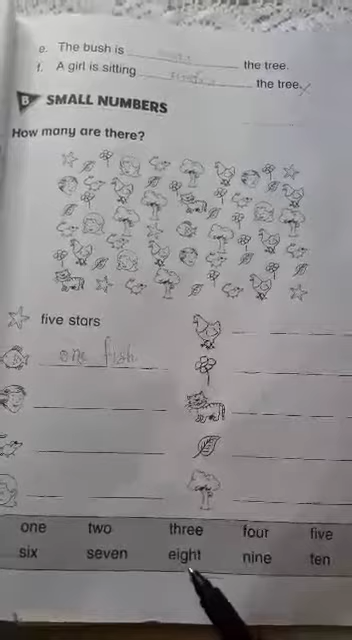 e. The bush is the tree.
f. A girl is sitting the tree.
B SMALL NUMBERS
How many are there?
five stars
one fish
one two three four five
six seven eight nine ten